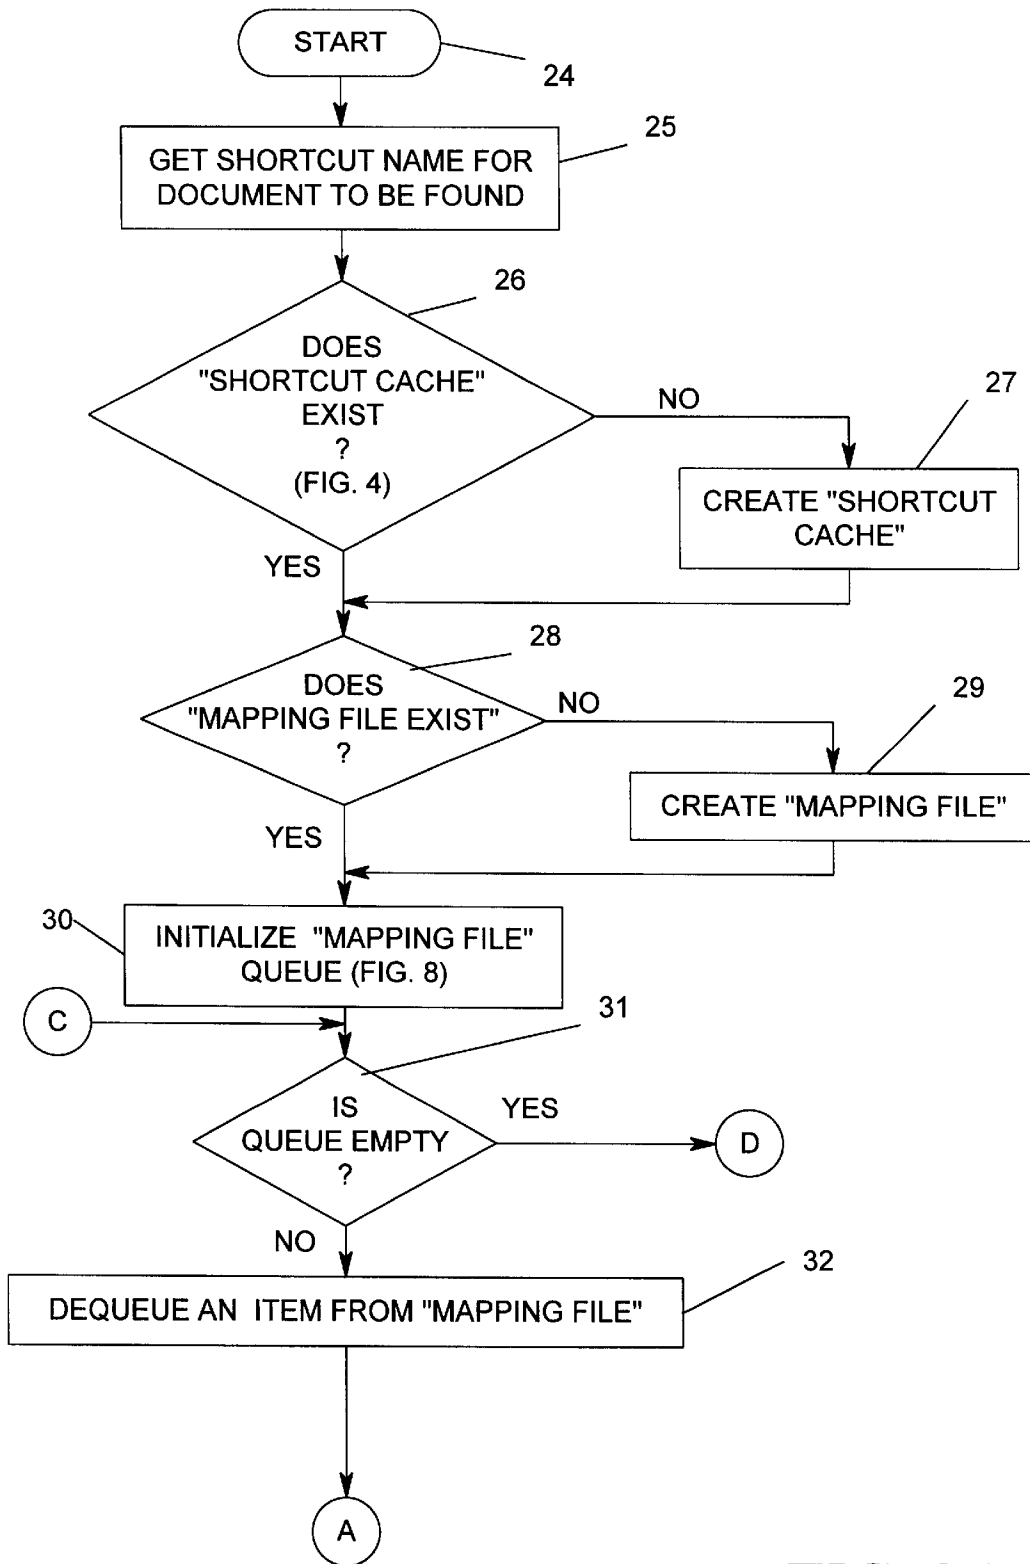 START
24
25
GET SHORTCUT NAME FOR
DOCUMENT TO BE FOUND
26
DOES
"SHORTCUT CACHE"
EXIST
?
(FIG. 4)
NO
27
CREATE "SHORTCUT
CACHE"
YES
28
DOES
"MAPPING FILE EXIST"
?
NO
29
CREATE "MAPPING FILE"
YES
30
INITIALIZE "MAPPING FILE"
QUEUE (FIG. 8)
C
31
IS
QUEUE EMPTY
?
YES
D
NO
32
DEQUEUE AN ITEM FROM "MAPPING FILE"
A